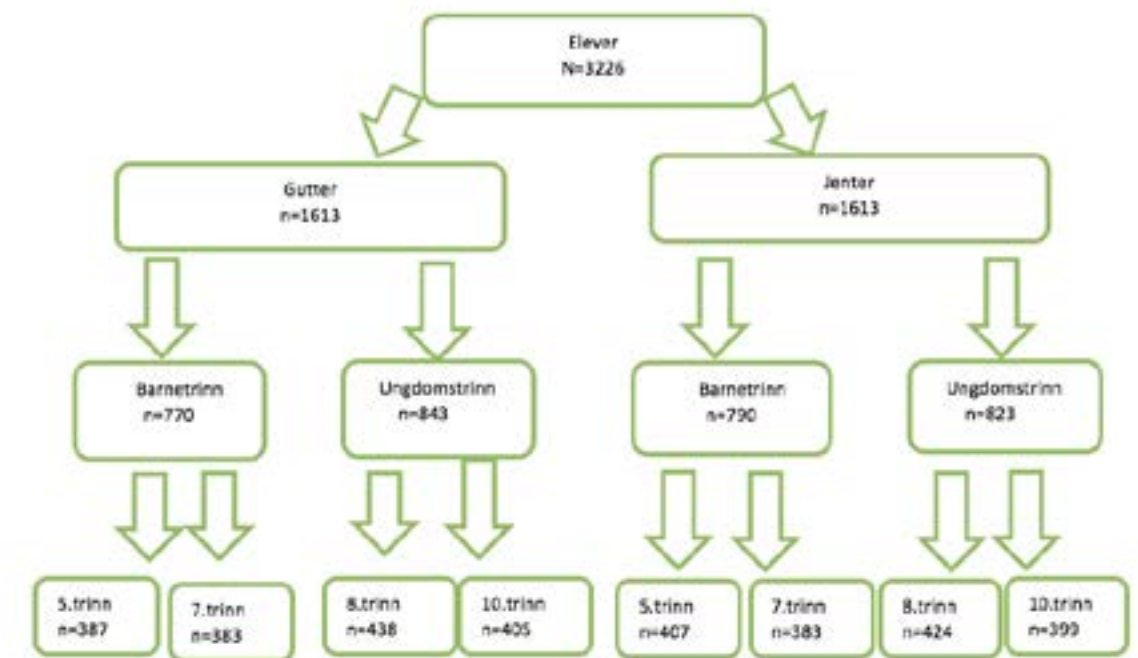 Elever
N=3226
Gutter
n=1613
Jenter
n=1613
Barnetrinn
n=770
Ungdomstrinn
n=843
Barnetrinn
n=790
Ungdomstrinn
n=823
5.trinn
n=387
7.trinn
n=383
8.trinn
n=438
10.trinn
n=405
5.trinn
n=407
7.trinn
n=383
8.trinn
n=424
10.trinn
n=399